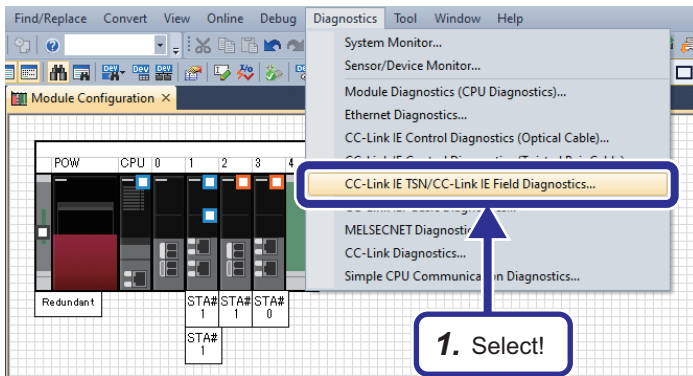 Find/Replace Convert View Online Debug Diagnostics Tool Window Help
System Monitor...
Sensor/Device Monitor...
Module Configuration ×
Module Diagnostics (CPU Diagnostics)...
Ethernet Diagnostics...
CC-Link IE Control Diagnostics (Optical Cable)...
CC-Link IE TSN/CC-Link IE Field Diagnostics...
MELSECNET Diagnostic
CC-Link Diagnostics...
Simple CPU Communication Diagnostics...
POW CPU 0 1 2 3 4
Redundant
STA# STA# STA#
1 1 0
STA#
1
1. Select!